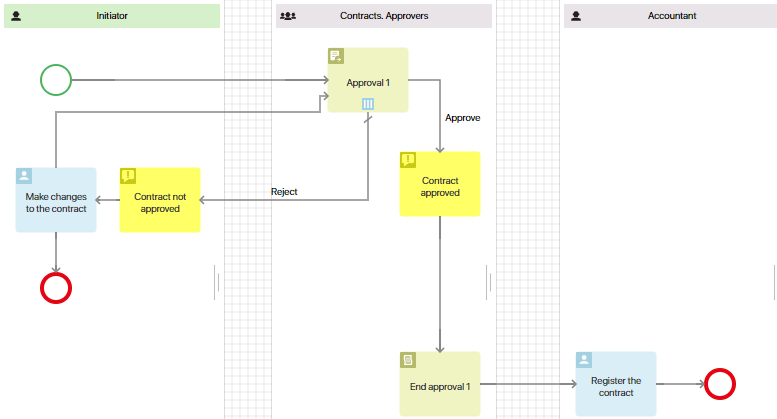 Initiator
Contracts. Approvers
Accountant
Approval 1
Approve
Make changes
to the contract
Contract not
approved
Reject
Contract
approved
End approval 1
Register the
contract